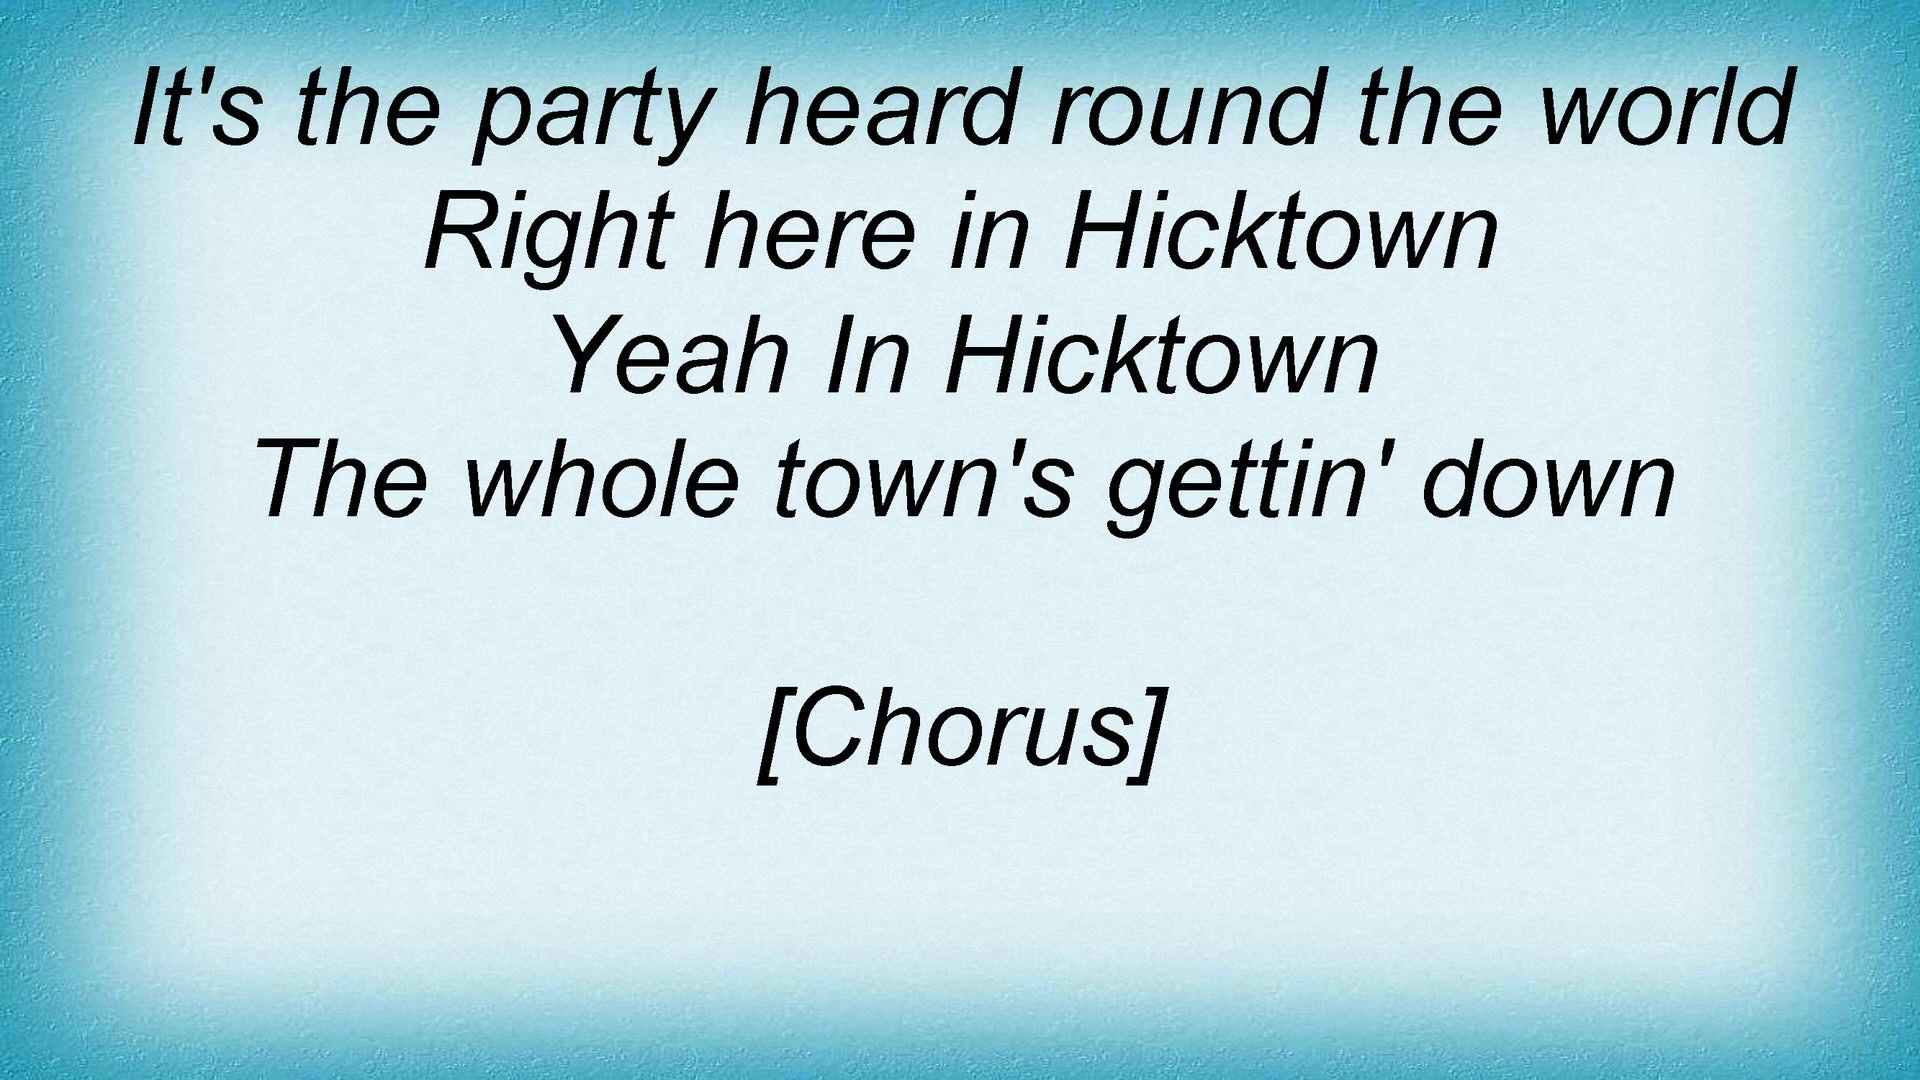 It's the party heard round the world
Right here in Hicktown
Yeah In Hicktown
The whole town's gettin' down
[Chorus]